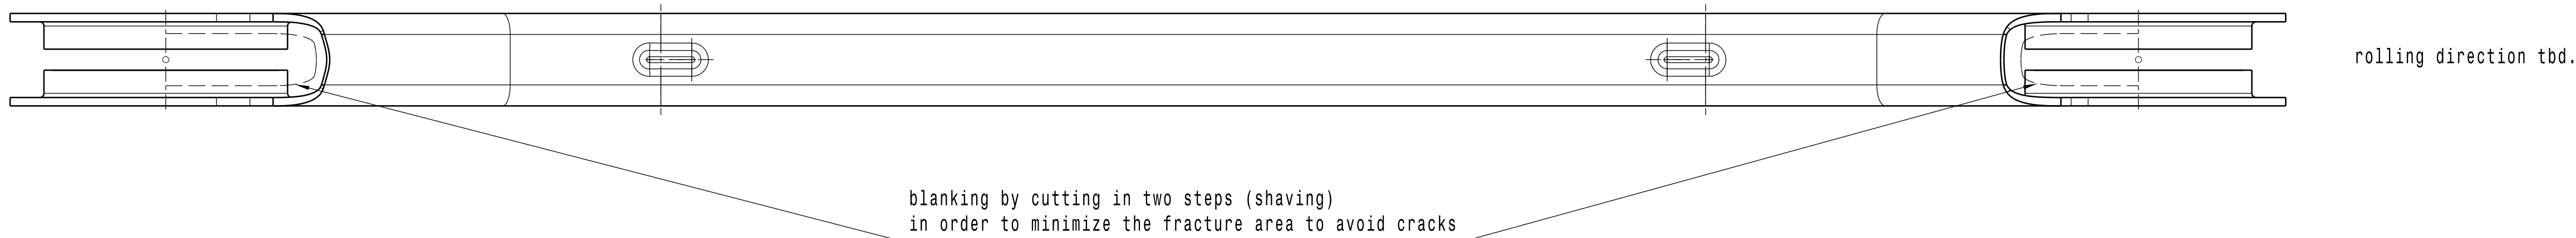 rolling direction tbd.
blanking by cutting in two steps (shaving)
in order to minimize the fracture area to avoid cracks